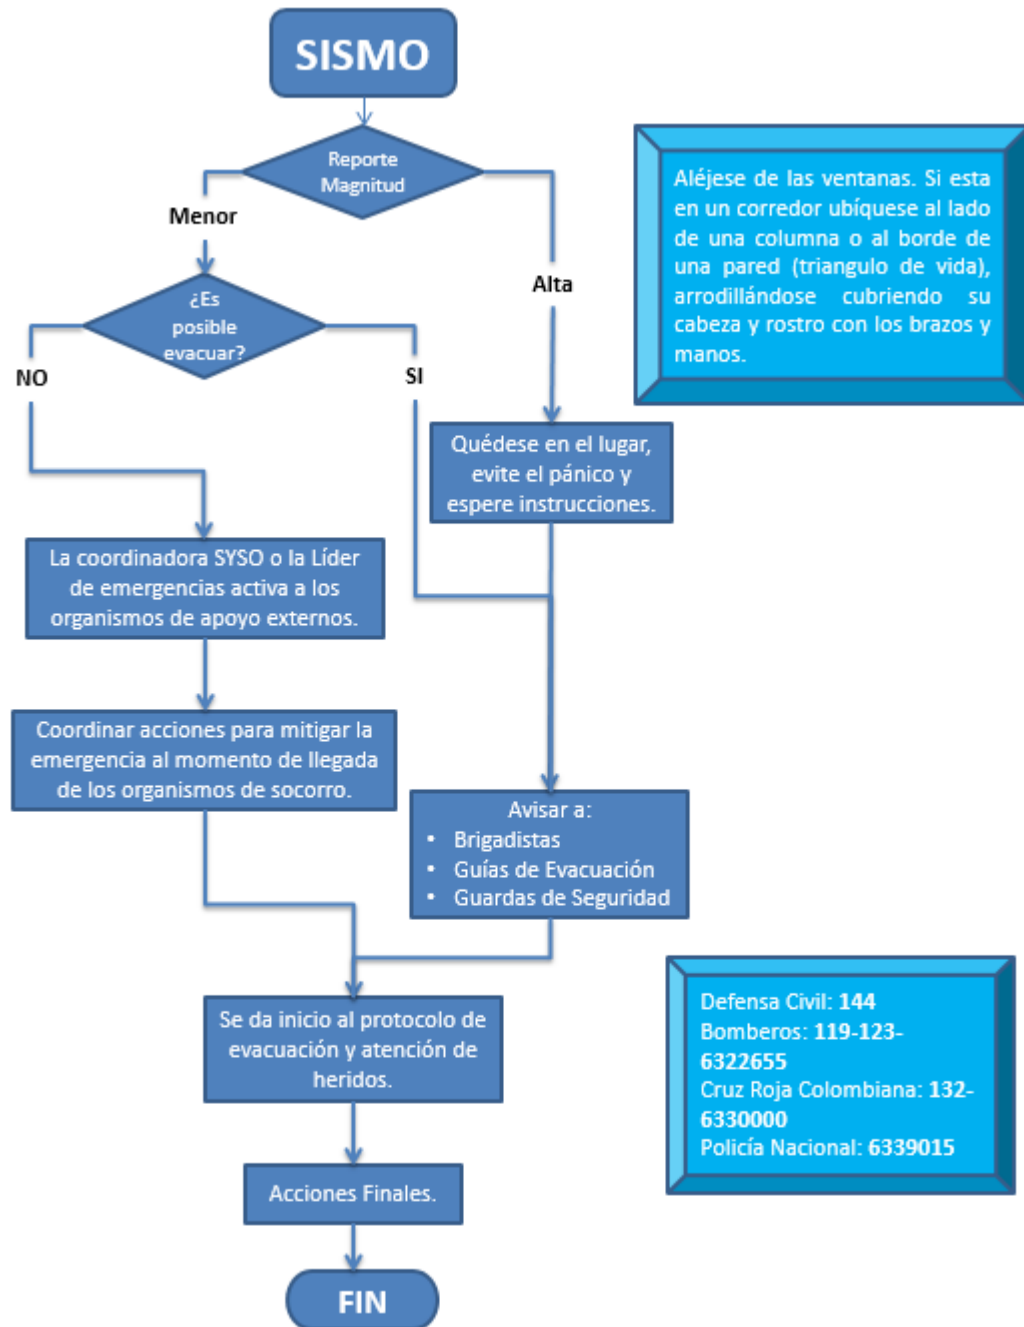 SISMO
Reporte
Magnitud
Menor
Alta
Aléjese de las ventanas. Si esta
en un corredor ubíquese al lado
de una columna o al borde de
una pared (triangulo de vida),
arrodillándose cubriendo su
cabeza y rostro con los brazos y
manos.
¿Es
posible
evacuar?
NO
SI
Quédese en el lugar,
evite el pánico y
espere instrucciones.
La coordinadora SYSO o la Líder
de emergencias activa a los
organismos de apoyo externos.
Coordinar acciones para mitigar la
emergencia al momento de llegada
de los organismos de socorro.
Avisar a:
• Brigadistas
• Guías de Evacuación
• Guardas de Seguridad
Se da inicio al protocolo de
evacuación y atención de
heridos.
Defensa Civil: 144
Bomberos: 119-123-
6322655
Cruz Roja Colombiana: 132-
6330000
Policía Nacional: 6339015
Acciones Finales.
FIN